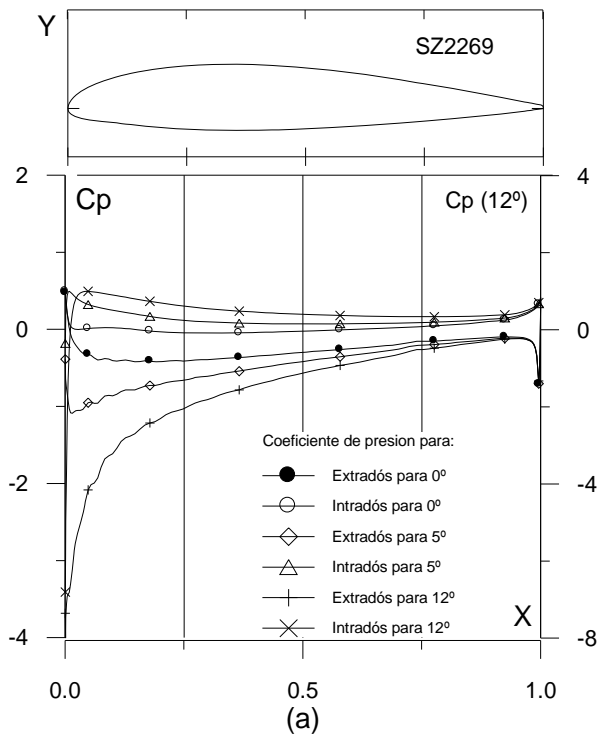 Y
SZ2269
2
4
Cp
Cp (12º)
0
0
Coeficiente de presion para:
Extradós para 0º
Intradós para 0º
-2
-4
Extradós para 5º
Intradós para 5º
Extradós para 12º
X
Intradós para 12º
-4
-8
0.0
0.5
1.0
(a)